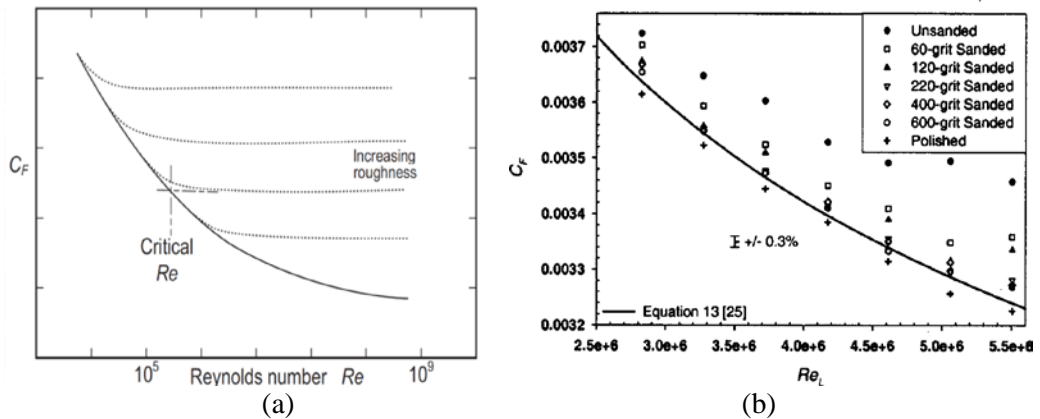 C_F
Increasing
roughness
Critical
Re
10^5
Reynolds number Re
10^9
(a)
0.0037
0.0036
0.0035
0.0034
0.0033
0.0032
C_F
Unsanded
60-grit Sanded
120-grit Sanded
220-grit Sanded
400-grit Sanded
600-grit Sanded
Polished
+/- 0.3%
Equation 13 [25]
2.5e+6 3.0e+6 3.5e+6 4.0e+6 4.5e+6 5.0e+6 5.5e+6
Re_L
(b)